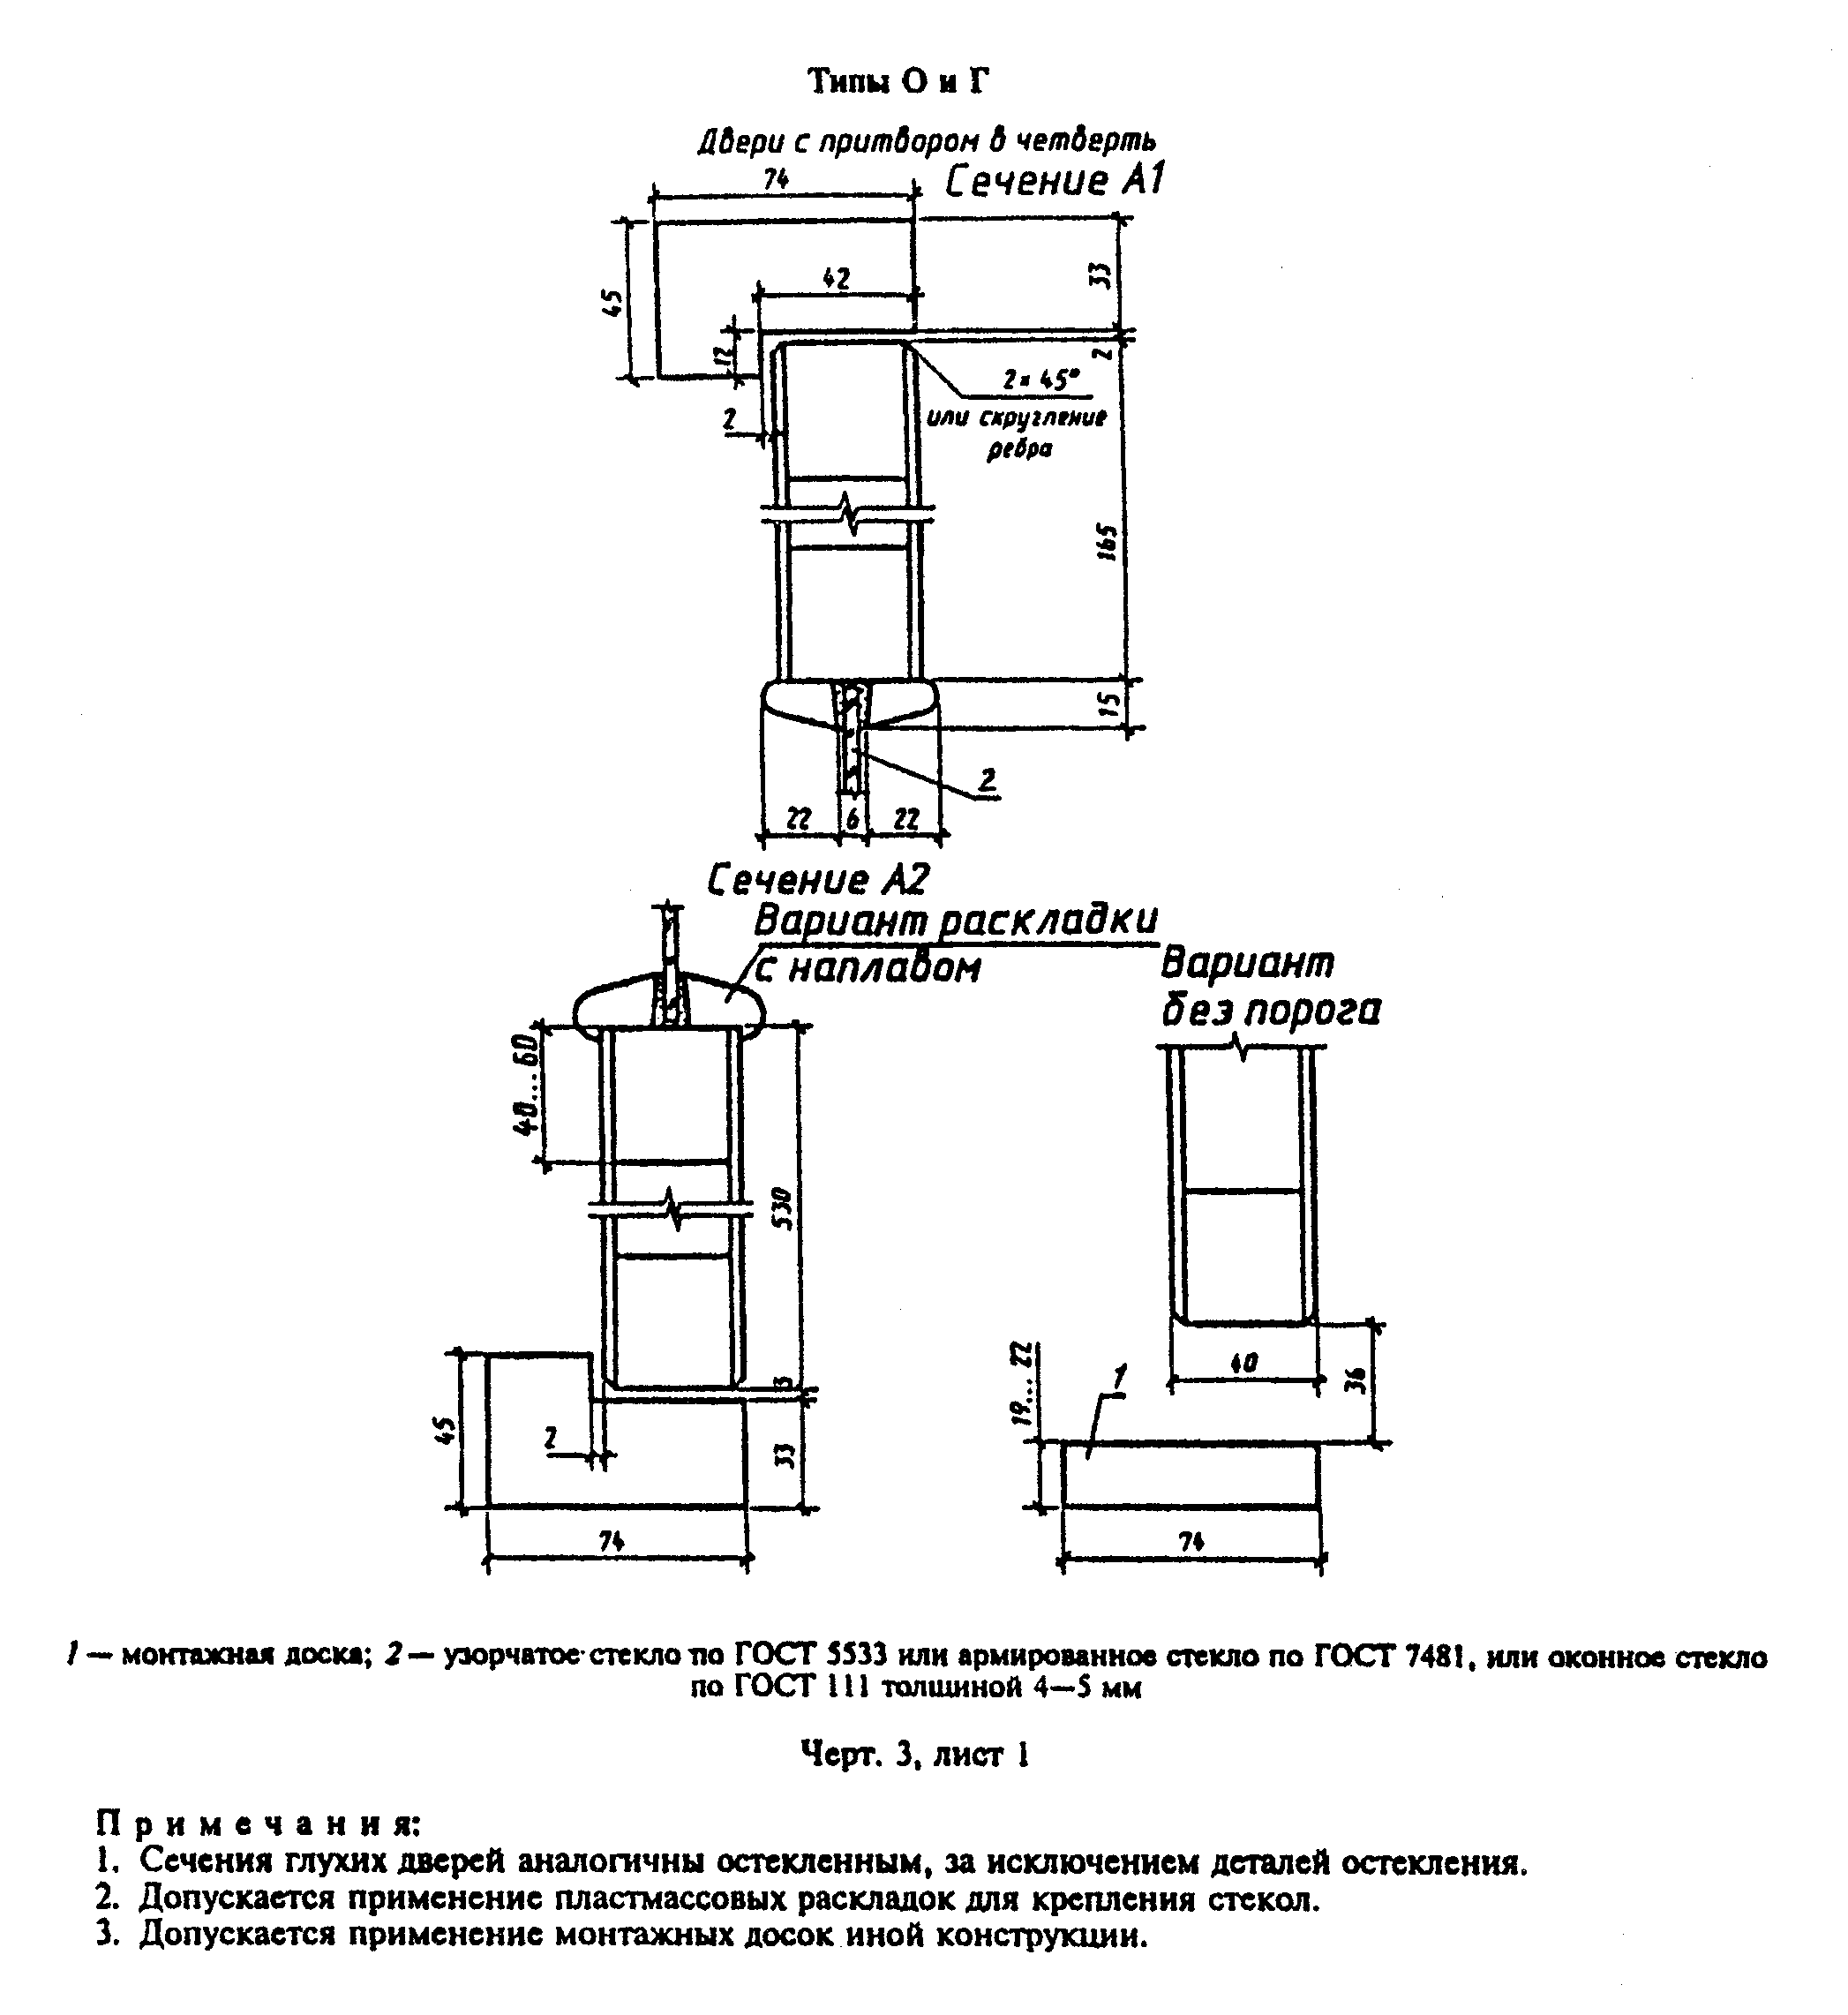 Типы О и Г
Двери с притвором в четверть
Сечение А1
74
45
42
33
12
2
2
2×45°
или скругление
ребра
165
15
2
22
6
22
Сечение А2
Вариант раскладки
с наплавом
40...60
530
3
45
2
33
74
Вариант
без порога
40
36
19...22
1
74
1 — монтажная доска; 2 — узорчатое стекло по ГОСТ 5533 или армированное стекло по ГОСТ 7481, или оконное стекло
по ГОСТ 111 толщиной 4—5 мм
Черт. 3, лист 1
Примечания:
1. Сечения глухих дверей аналогичны остекленным, за исключением деталей остекления.
2. Допускается применение пластмассовых раскладок для крепления стекол.
3. Допускается применение монтажных досок иной конструкции.